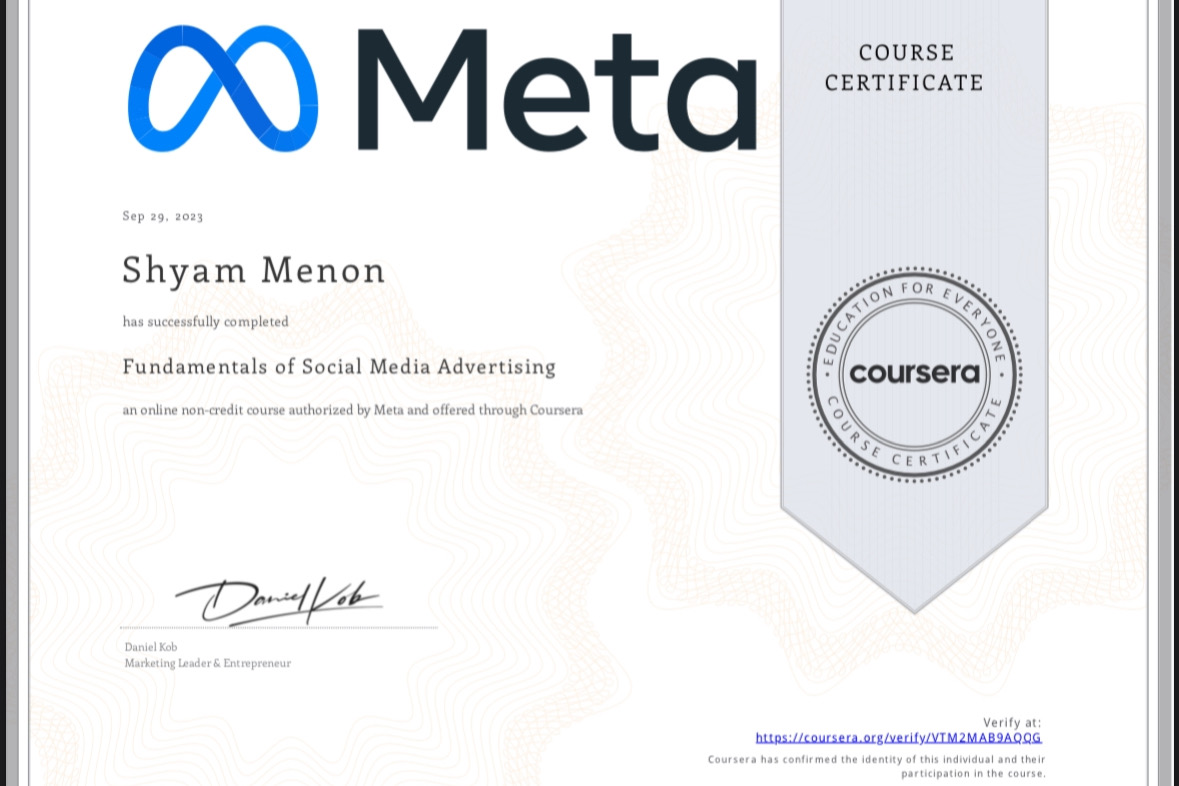 Meta
COURSE
CERTIFICATE
Sep 29, 2023
Shyam Menon
has successfully completed
Fundamentals of Social Media Advertising
an online non-credit course authorized by Meta and offered through Coursera
EDUCATION FOR EVERYONE
coursera
COURSE CERTIFICATE
Daniel Kob
Daniel Kob
Marketing Leader & Entrepreneur
Verify at:
https://coursera.org/verify/VTM2MAB9AQQG
Coursera has confirmed the identity of this individual and their
participation in the course.